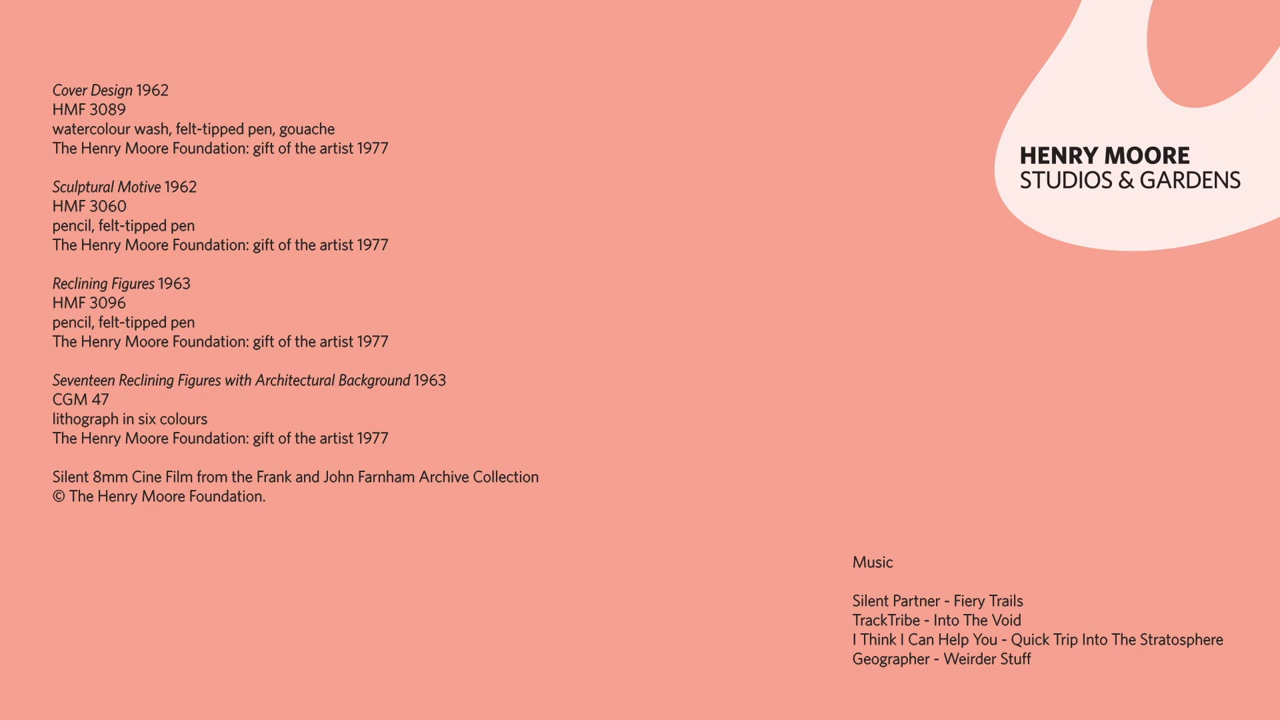 Cover Design 1962
HMF 3089
watercolour wash, felt-tipped pen, gouache
The Henry Moore Foundation: gift of the artist 1977
Sculptural Motive 1962
HMF 3060
pencil, felt-tipped pen
The Henry Moore Foundation: gift of the artist 1977
Reclining Figures 1963
HMF 3096
pencil, felt-tipped pen
The Henry Moore Foundation: gift of the artist 1977
Seventeen Reclining Figures with Architectural Background 1963
CGM 47
lithograph in six colours
The Henry Moore Foundation: gift of the artist 1977
Silent 8mm Cine Film from the Frank and John Farnham Archive Collection
© The Henry Moore Foundation.
HENRY MOORE
STUDIOS & GARDENS
Music
Silent Partner - Fiery Trails
TrackTribe - Into The Void
I Think I Can Help You - Quick Trip Into The Stratosphere
Geographer - Weirder Stuff